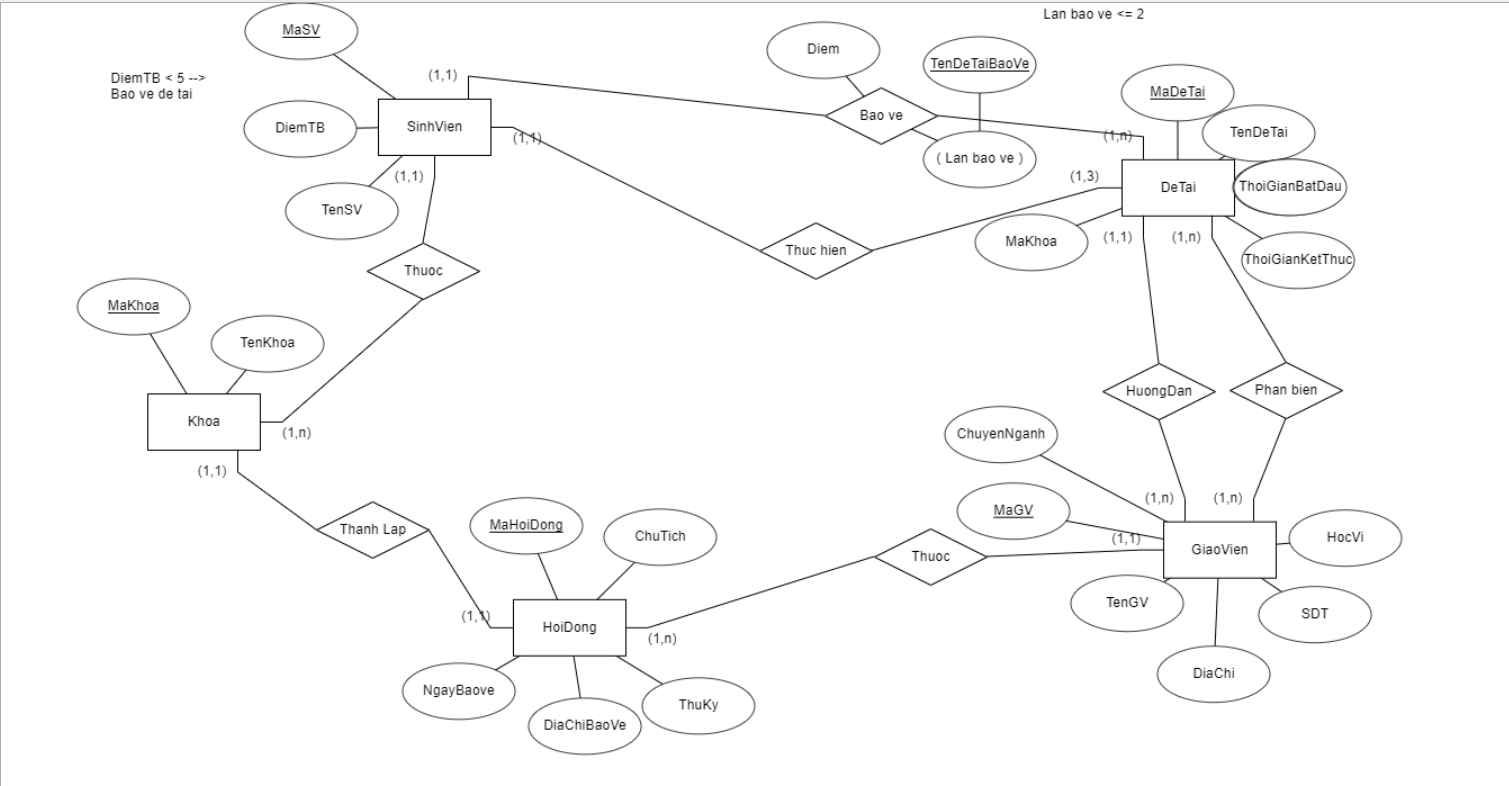 Lan bao ve <= 2
MaSV
Diem
TenDeTaiBaoVe
(1,1)
DiemTB < 5 -->
Bao ve de tai
MaDeTai
DiemTB
SinhVien
Bao ve
(1,1)
(1,n)
TenDeTai
( Lan bao ve )
(1,1)
(1,3)
DeTai
ThoiGianBatDau
TenSV
MaKhoa
(1,1)
(1,n)
Thuc hien
ThoiGianKetThuc
Thuoc
MaKhoa
TenKhoa
HuongDan
Phan bien
Khoa
(1,n)
ChuyenNganh
(1,1)
(1,n)
(1,n)
MaGV
Thanh Lap
MaHoiDong
ChuTich
(1,1)
HocVi
Thuoc
GiaoVien
TenGV
SDT
(1,1)
HoiDong
(1,n)
DiaChi
NgayBaove
ThuKy
DiaChiBaoVe